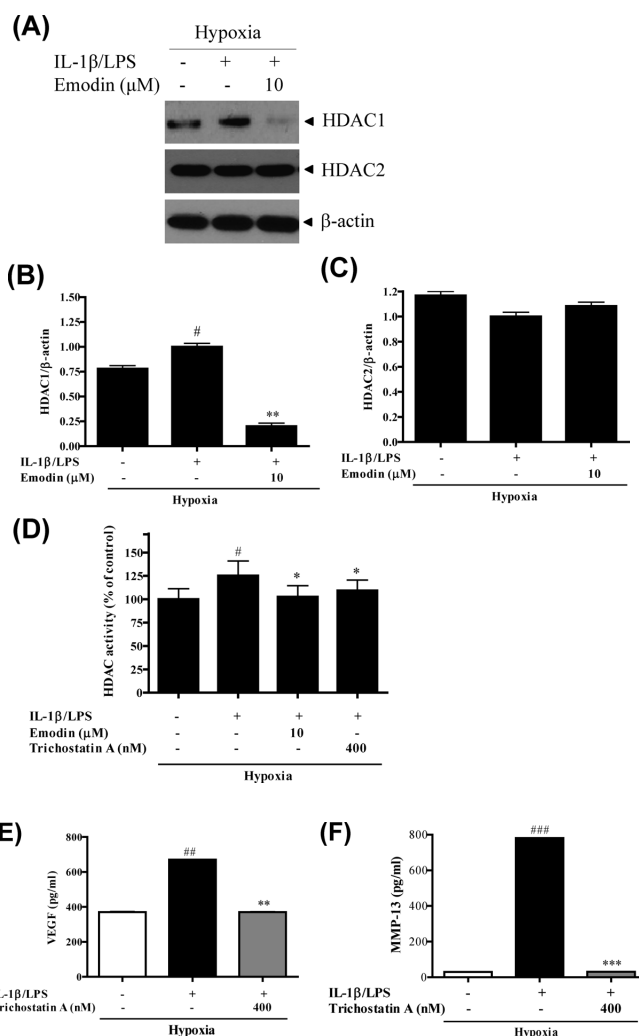 (A)
Hypoxia
IL-1β/LPS - + +
Emodin (μM) - - 10
HDAC1
HDAC2
β-actin
(B)
HDAC1/β-actin
1.50
1.25
1.00
0.75
0.50
0.25
0.00
#
**
IL-1β/LPS - + +
Emodin (μM) - - 10
Hypoxia
(C)
HDAC2/β-actin
1.2
1.0
0.8
0.6
0.4
0.2
0.0
IL-1β/LPS - + +
Emodin (μM) - - 10
Hypoxia
(D)
HDAC activity (% of control)
150
125
100
75
50
25
0
#
*
*
IL-1β/LPS - + + +
Emodin (μM) - - 10 -
Trichostatin A (nM) - - - 400
Hypoxia
E)
VEGF (pg/ml)
800
600
400
200
0
##
**
IL-1β/LPS - + +
Trichostatin A (nM) - - 400
Hypoxia
(F)
MMP-13 (pg/ml)
800
600
400
200
0
###
***
IL-1β/LPS - + +
Trichostatin A (nM) - - 400
Hypoxia